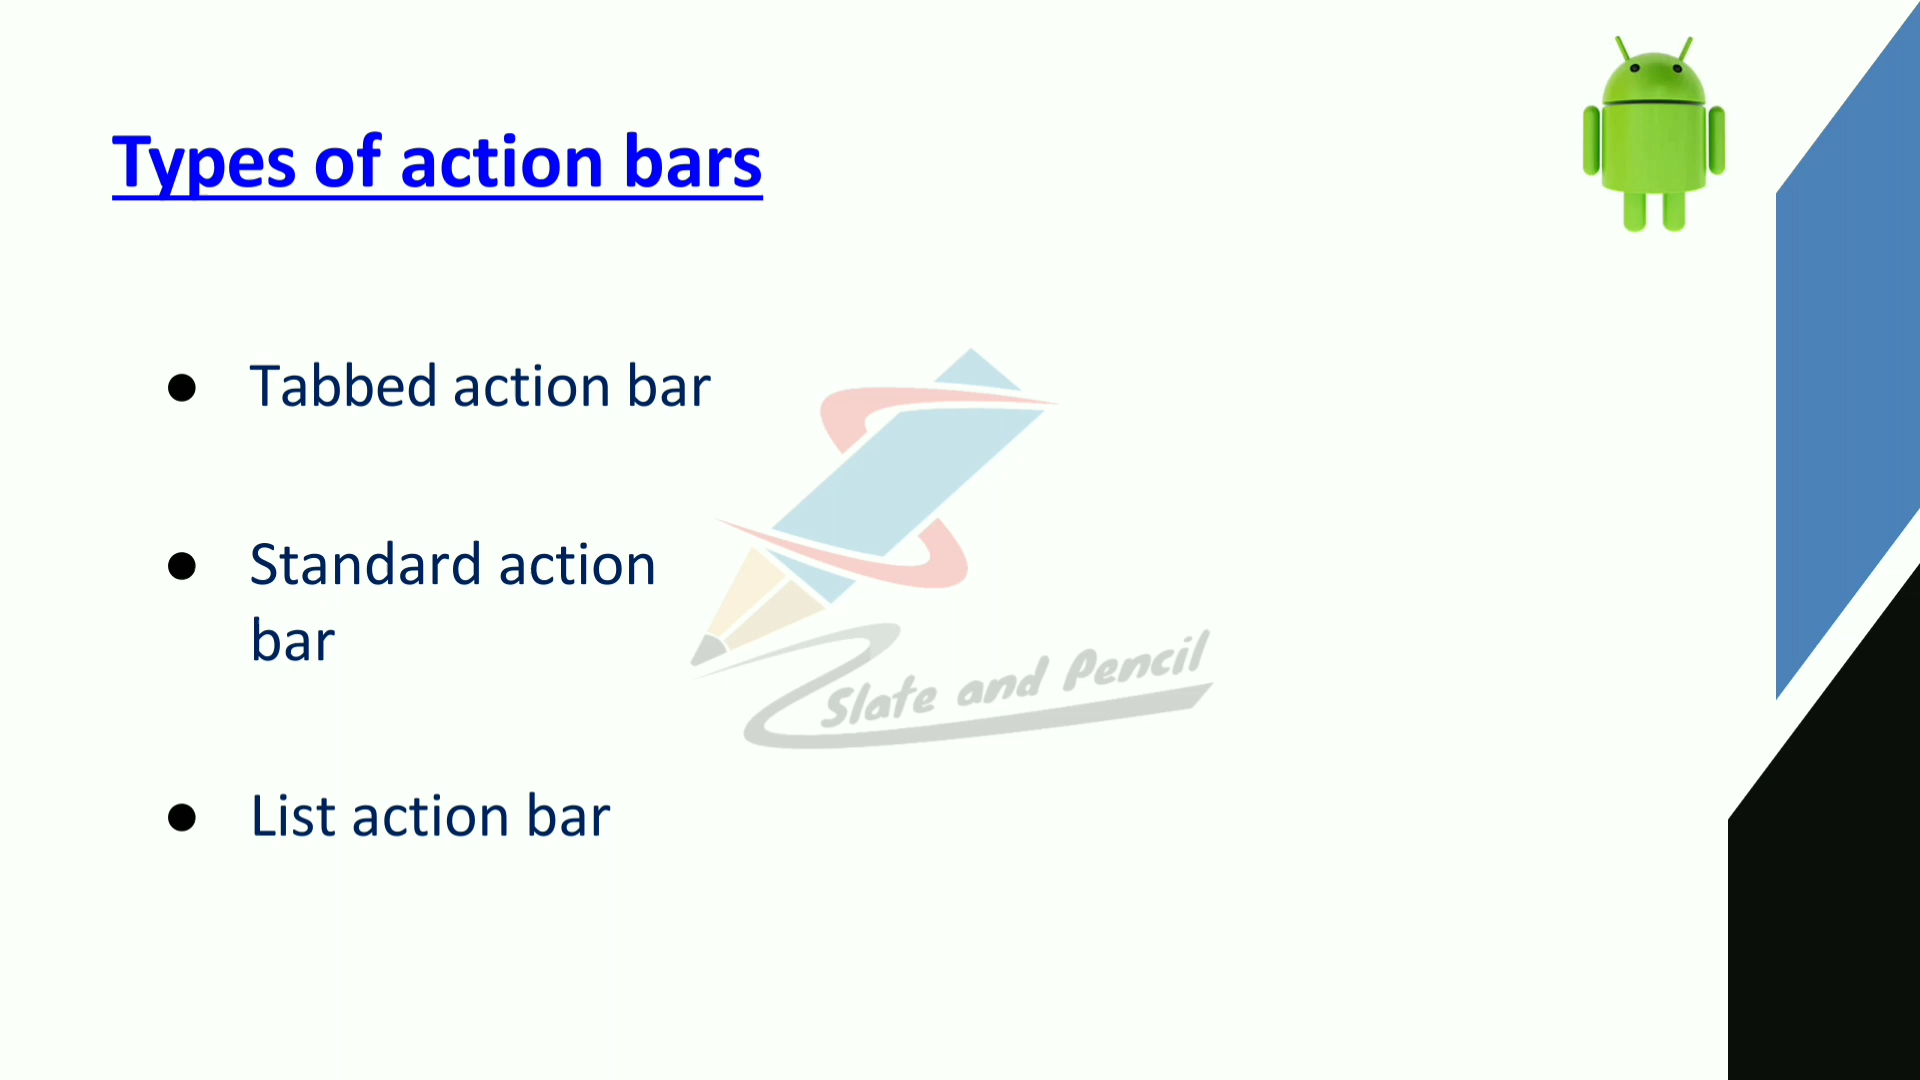 Types of action bars
● Tabbed action bar
● Standard action
bar
● List action bar
Slate and Pencil